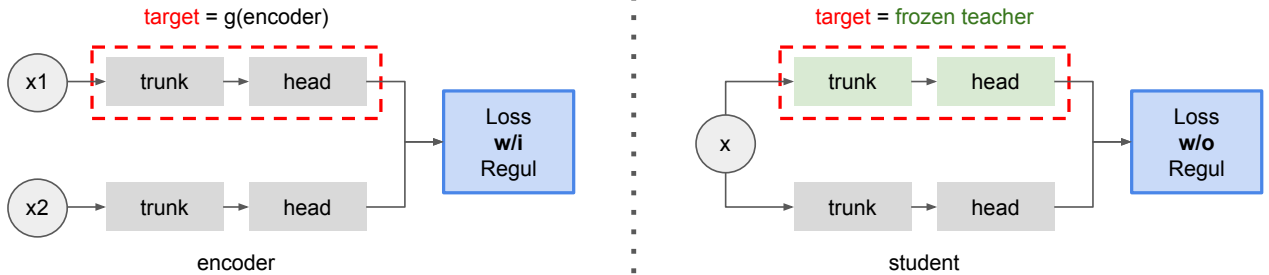 target = g(encoder)
x1
trunk
head
Loss
w/i
Regul
x2
trunk
head
encoder
target = frozen teacher
trunk
head
x
Loss
w/o
Regul
trunk
head
student